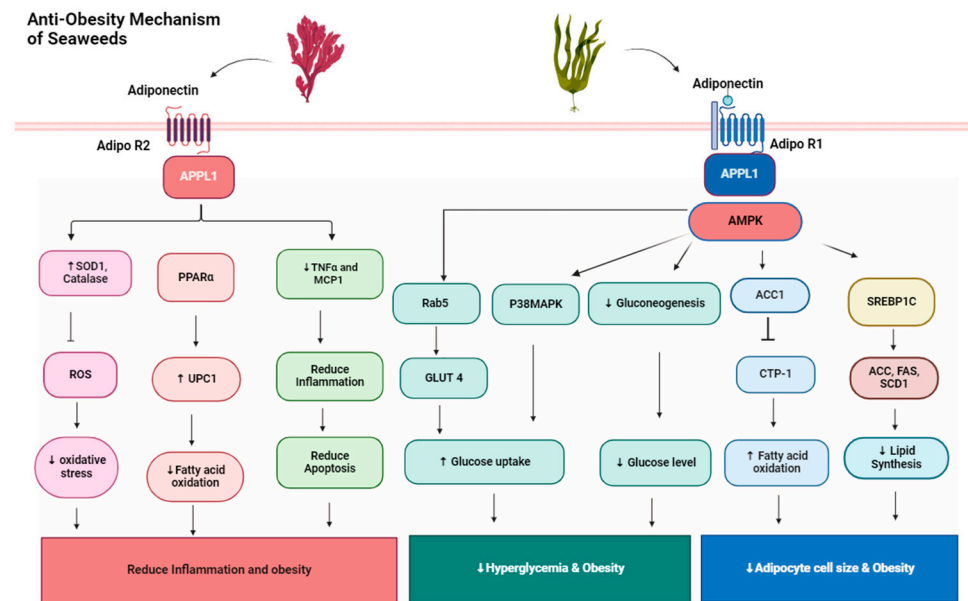 Anti-Obesity Mechanism
of Seaweeds
Adiponectin
Adiponectin
Adipo R2
Adipo R1
APPL1
APPL1
AMPK
↑SOD1,
Catalase
PPARα
↓TNFα and
MCP1
Rab5
P38MAPK
↓ Gluconeogenesis
ACC1
SREBP1C
ROS
↑ UPC1
Reduce
Inflammation
GLUT 4
CTP-1
ACC, FAS,
SCD1
↓ oxidative
stress
↓Fatty acid
oxidation
Reduce
Apoptosis
↑ Glucose uptake
↓ Glucose level
↑ Fatty acid
oxidation
↓ Lipid
Synthesis
Reduce Inflammation and obesity
↓Hyperglycemia & Obesity
↓Adipocyte cell size & Obesity